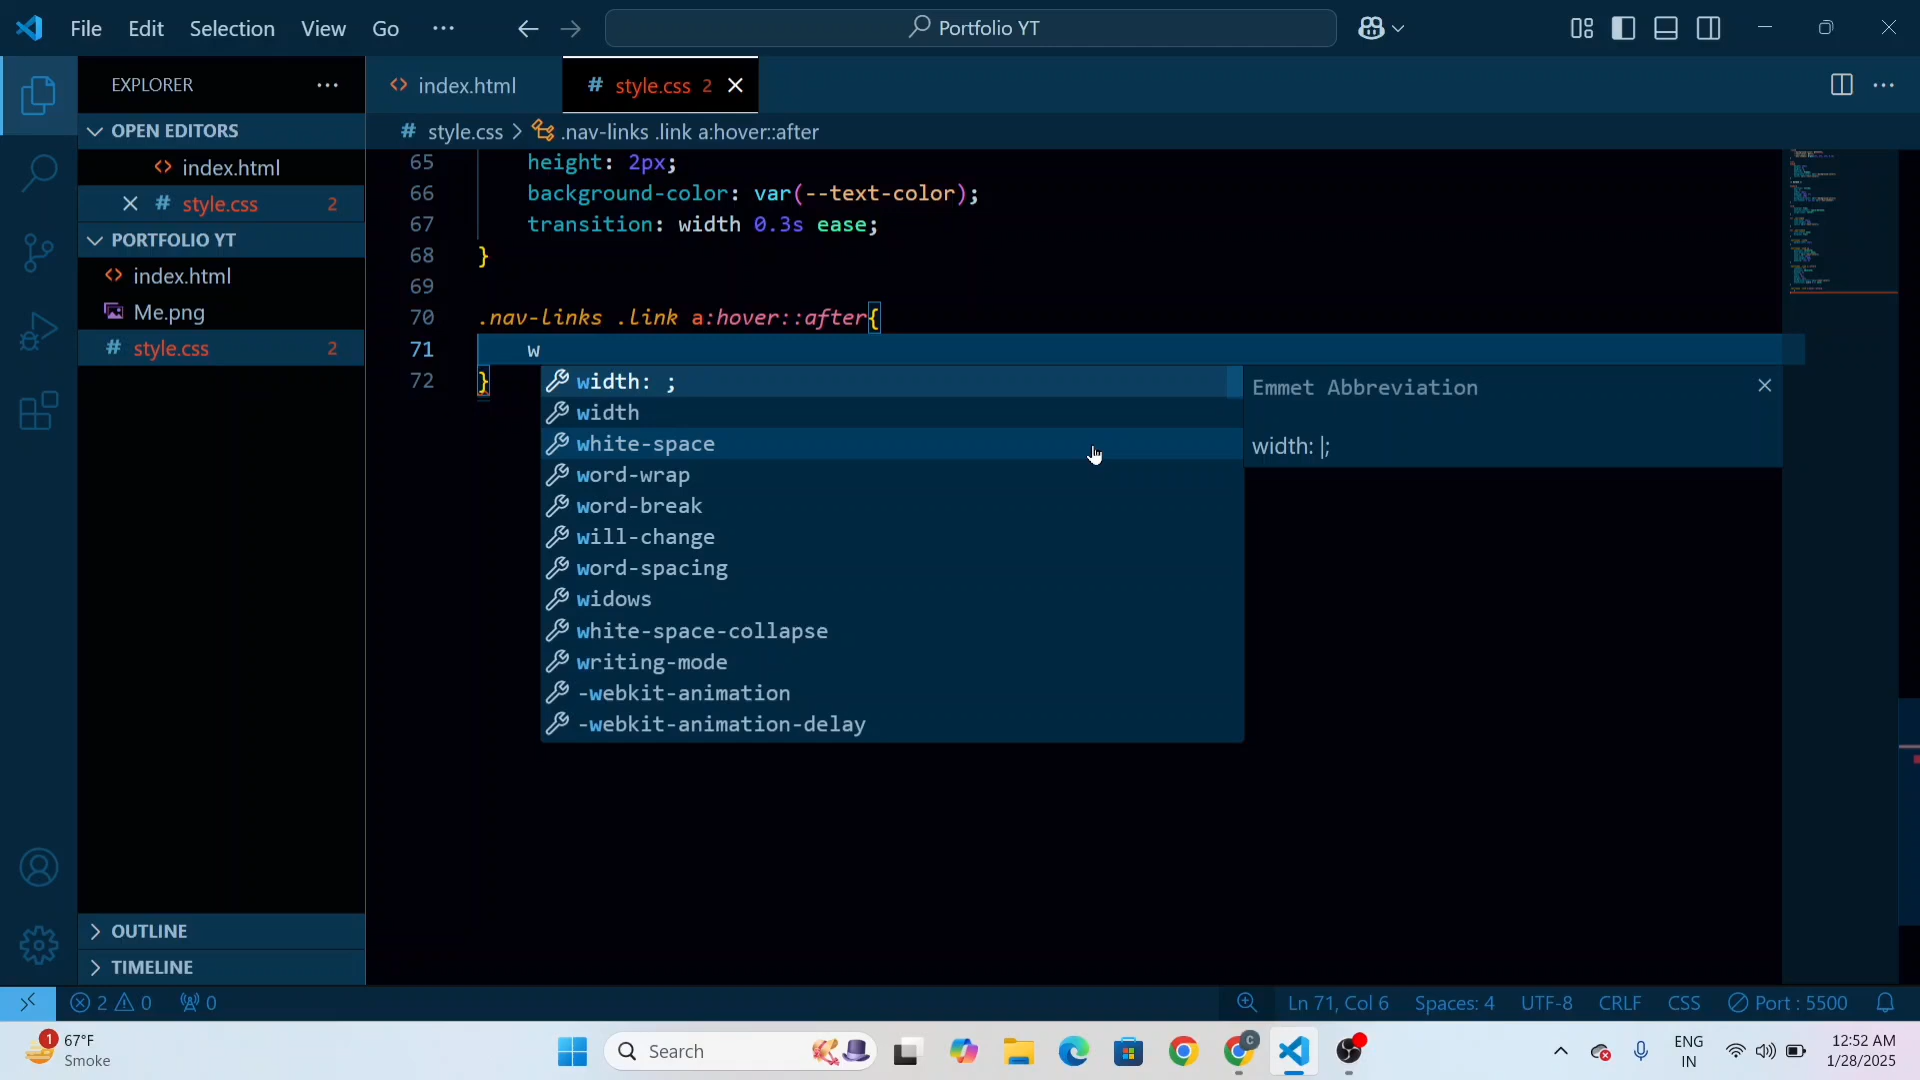 File Edit Selection View Go ··· Portfolio YT
EXPLORER ···
<> index.html
# style.css 2
OPEN EDITORS
# style.css > .nav-links .link a:hover::after
<> index.html
# style.css 2
PORTFOLIO YT
<> index.html
Me.png
# style.css 2
OUTLINE
TIMELINE
65 height: 2px;
66 background-color: var(--text-color);
67 transition: width 0.3s ease;
68 }
69
70 .nav-links .link a:hover::after{
71 w
72 }
width: ;
width
white-space
word-wrap
word-break
will-change
word-spacing
widows
white-space-collapse
writing-mode
-webkit-animation
-webkit-animation-delay
Emmet Abbreviation
width: |;
2 0 0
Ln 71, Col 6 Spaces: 4 UTF-8 CRLF CSS Port : 5500
1 67°F
Smoke
Search
C
ENG
IN
12:52 AM
1/28/2025